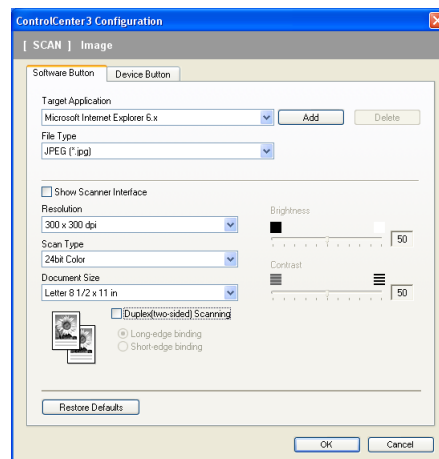 ControlCenter3 Configuration
[ SCAN ] Image
Software Button Device Button
Target Application
Microsoft Internet Explorer 6.x Add Delete
File Type
JPEG (*.jpg)
Show Scanner Interface
Resolution Brightness
300 x 300 dpi
50
Scan Type
24bit Color
Contrast
Document Size
Letter 8 1/2 x 11 in
50
Duplex(two-sided) Scanning
Long-edge binding
Short-edge binding
Restore Defaults
OK Cancel